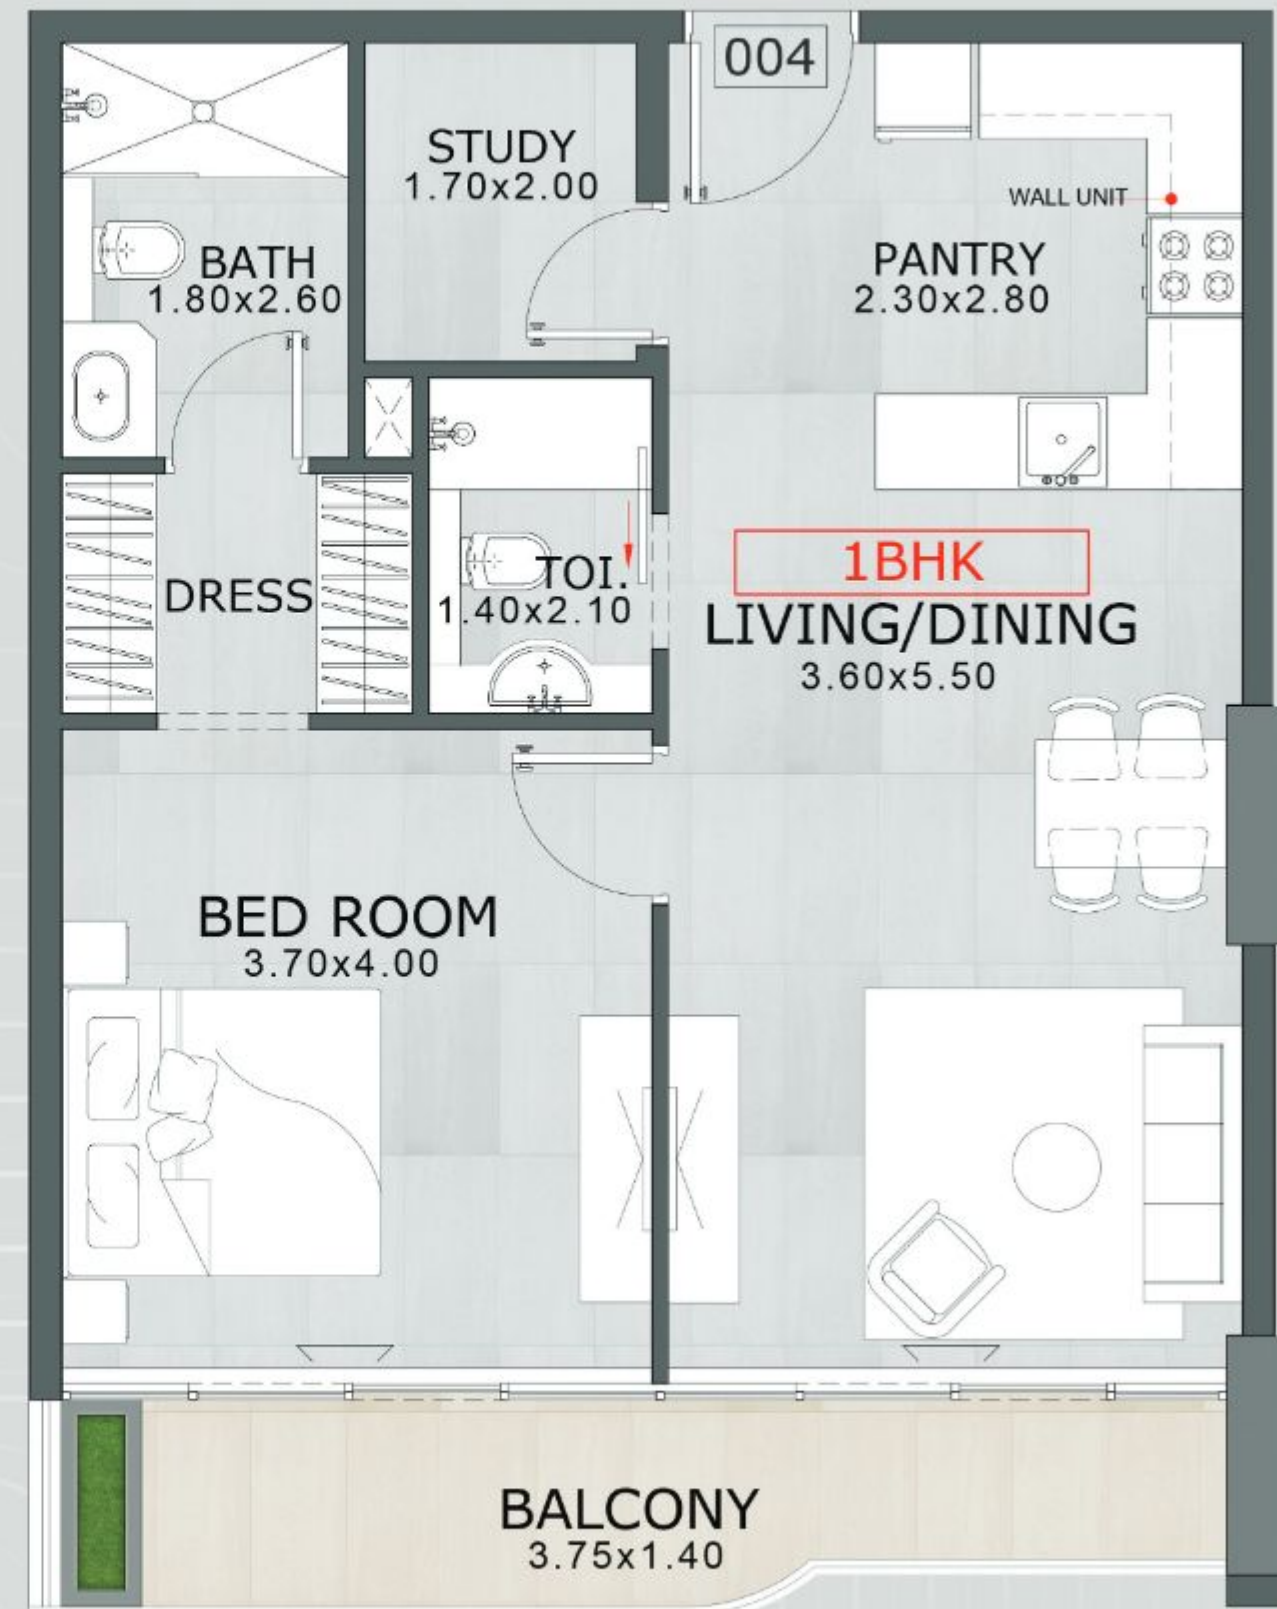 004
STUDY
1.70x2.00
WALL UNIT
BATH
1.80x2.60
PANTRY
2.30x2.80
1BHK
DRESS
TOI.
1.40x2.10
LIVING/DINING
3.60x5.50
BED ROOM
3.70x4.00
BALCONY
3.75x1.40